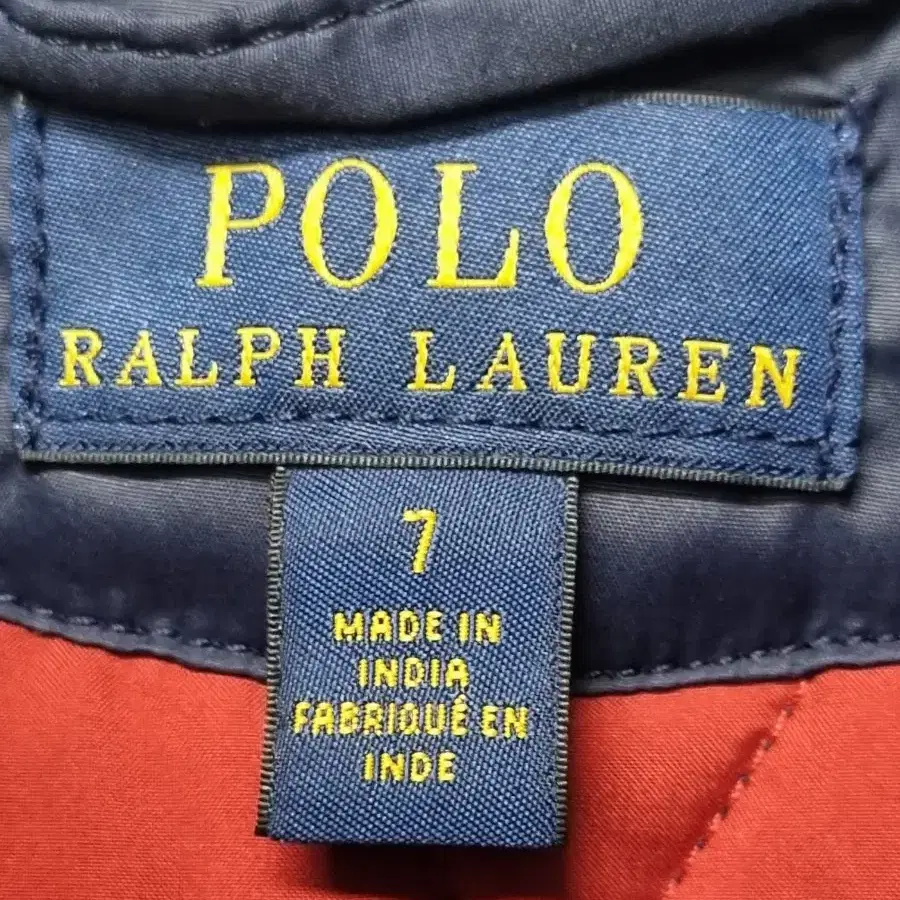 POLO
RALPH LAUREN
7
MADE IN
INDIA
FABRIQUÉ EN
INDE